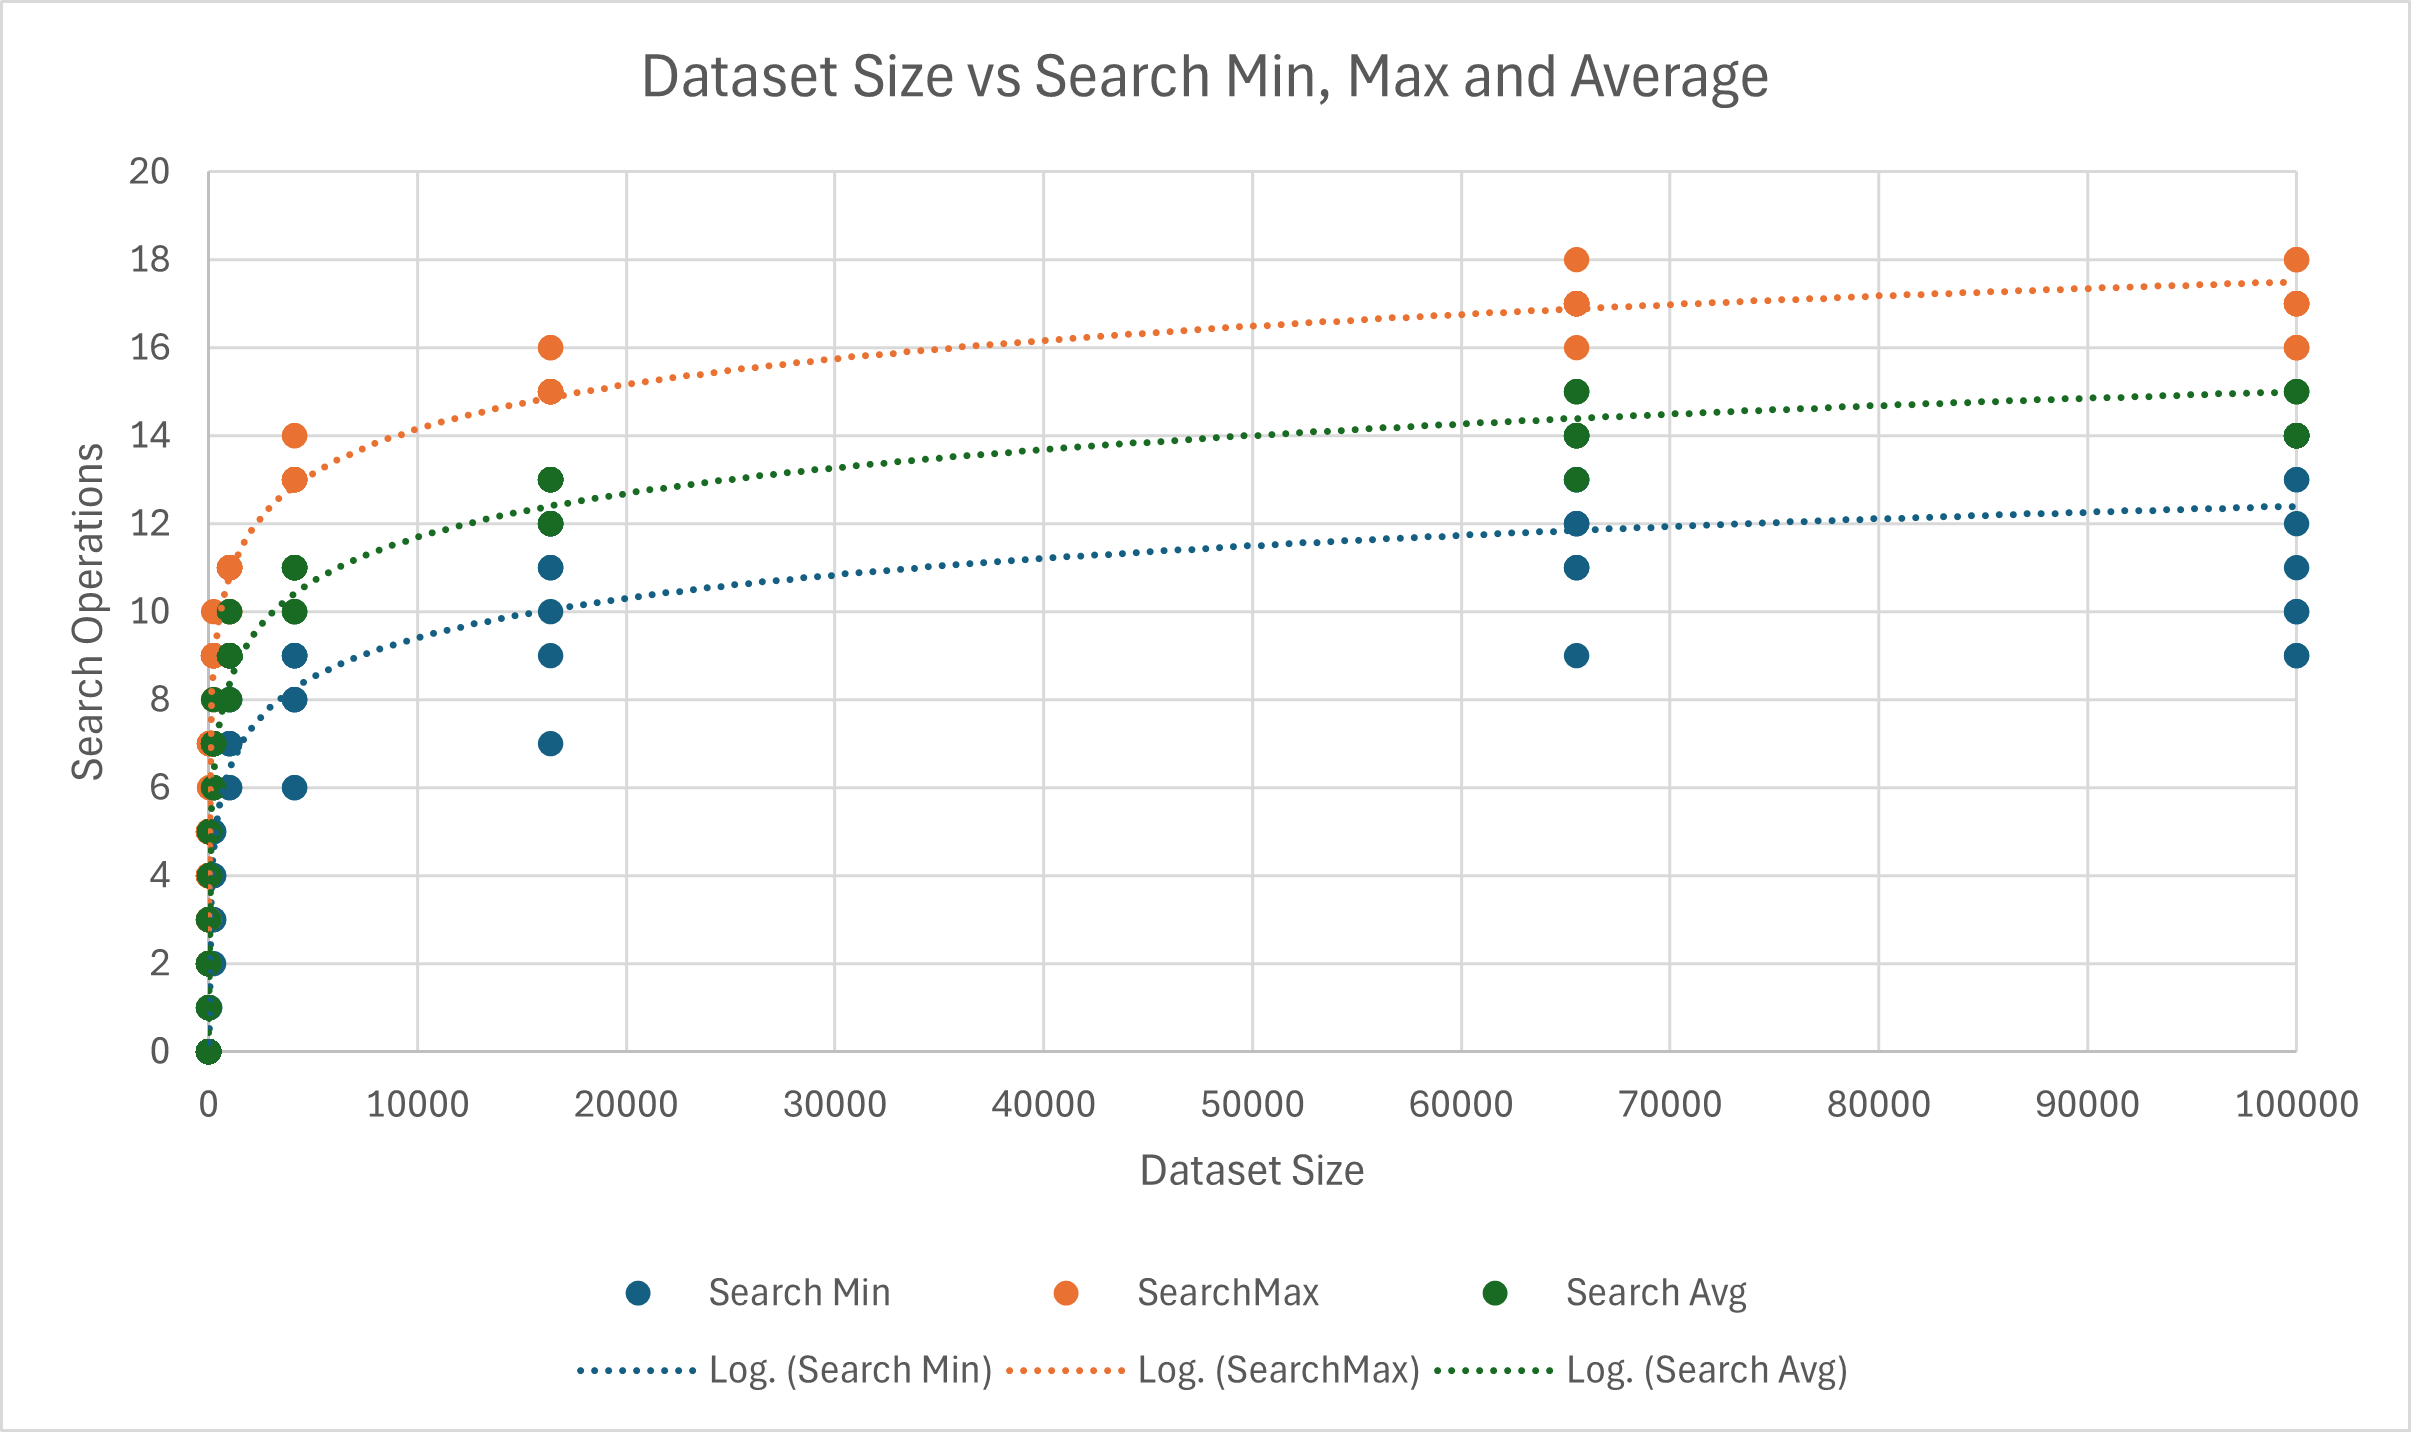 Dataset Size vs Search Min, Max and Average
20
18
16
14
12
10
8
6
4
2
0
Search Operations
0 10000 20000 30000 40000 50000 60000 70000 80000 90000 100000
Dataset Size
Search Min SearchMax Search Avg
Log. (Search Min) Log. (SearchMax) Log. (Search Avg)